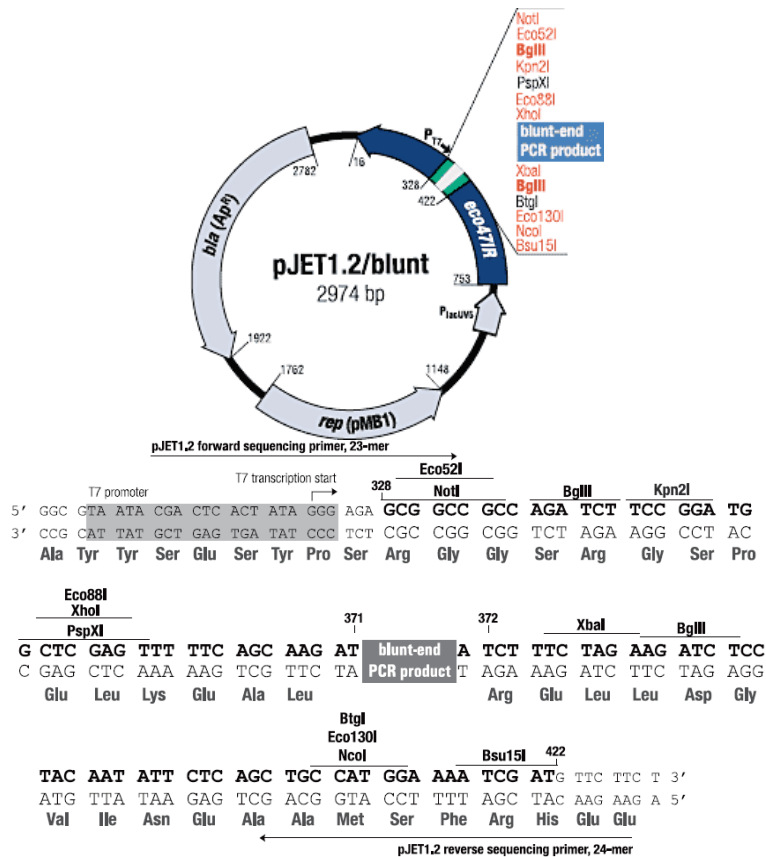 NotI
Eco52I
BglII
Kpn2I
PspXI
Eco88I
XhoI
blunt-end
PCR product
XbaI
BglII
BtgI
Eco130I
NcoI
Bsu15I
PT7
2782
16
328
422
bla (ApR)
eco47IR
pJET1.2/blunt
2974 bp
753
PlacUV5
1922
1762
1148
rep (pMB1)
pJET1.2 forward sequencing primer, 23-mer
Eco52I
T7 promoter T7 transcription start 328 NotI BglII Kpn2I
5' GGC GTA ATA CGA CTC ACT ATA GGG AGA GCG GCC GCC AGA TCT TCC GGA TG
3' CCG CAT TAT GCT GAG TGA TAT CCC TCT CGC CGG CGG TCT AGA AGG CCT AC
Ala Tyr Tyr Ser Glu Ser Tyr Pro Ser Arg Gly Gly Ser Arg Gly Ser Pro
Eco88I
XhoI 371 372 XbaI BglII
PspXI
G CTC GAG TTT TTC AGC AAG AT blunt-end A TCT TTC TAG AAG ATC TCC
C GAG CTC AAA AAG TCG TTC TA PCR product T AGA AAG ATC TTC TAG AGG
Glu Leu Lys Glu Ala Leu Arg Glu Leu Leu Asp Gly
BtgI
Eco130I
NcoI Bsu15I 422
TAC AAT ATT CTC AGC TGC CAT GGA AAA TCG ATG TTC TTC T 3'
ATG TTA TAA GAG TCG ACG GTA CCT TTT AGC TAC AAG AAG A 5'
Val Ile Asn Glu Ala Ala Met Ser Phe Arg His Glu Glu
pJET1.2 reverse sequencing primer, 24-mer